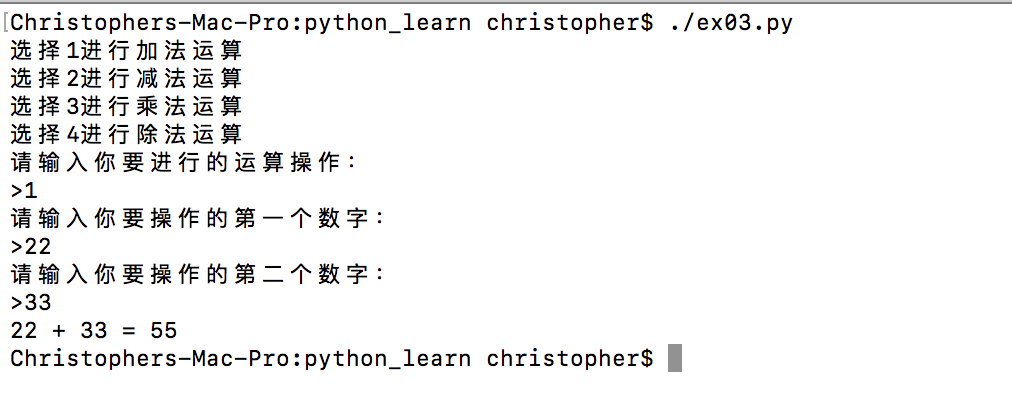 Christophers-Mac-Pro:python_learn christopher$ ./ex03.py
选择1进行加法运算
选择2进行减法运算
选择3进行乘法运算
选择4进行除法运算
请输入你要进行的运算操作：
>1
请输入你要操作的第一个数字：
>22
请输入你要操作的第二个数字：
>33
22 + 33 = 55
Christophers-Mac-Pro:python_learn christopher$